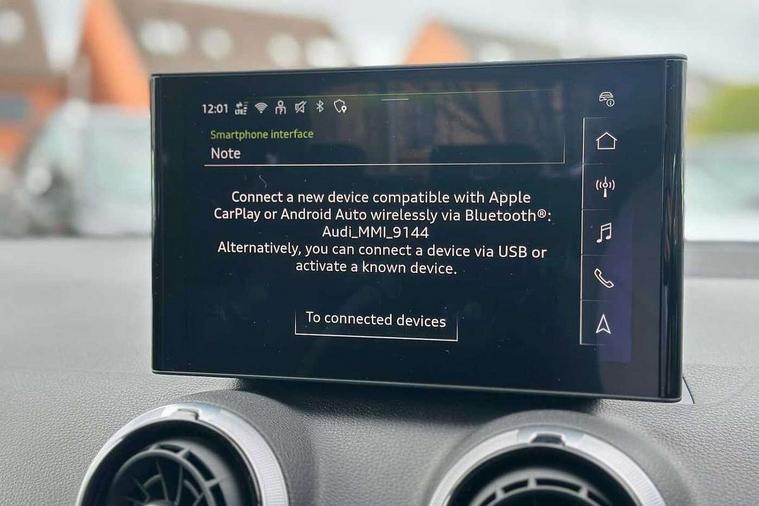 12:01
Smartphone interface
Note
Connect a new device compatible with Apple
CarPlay or Android Auto wirelessly via Bluetooth®:
Audi_MMI_9144
Alternatively, you can connect a device via USB or
activate a known device.
To connected devices